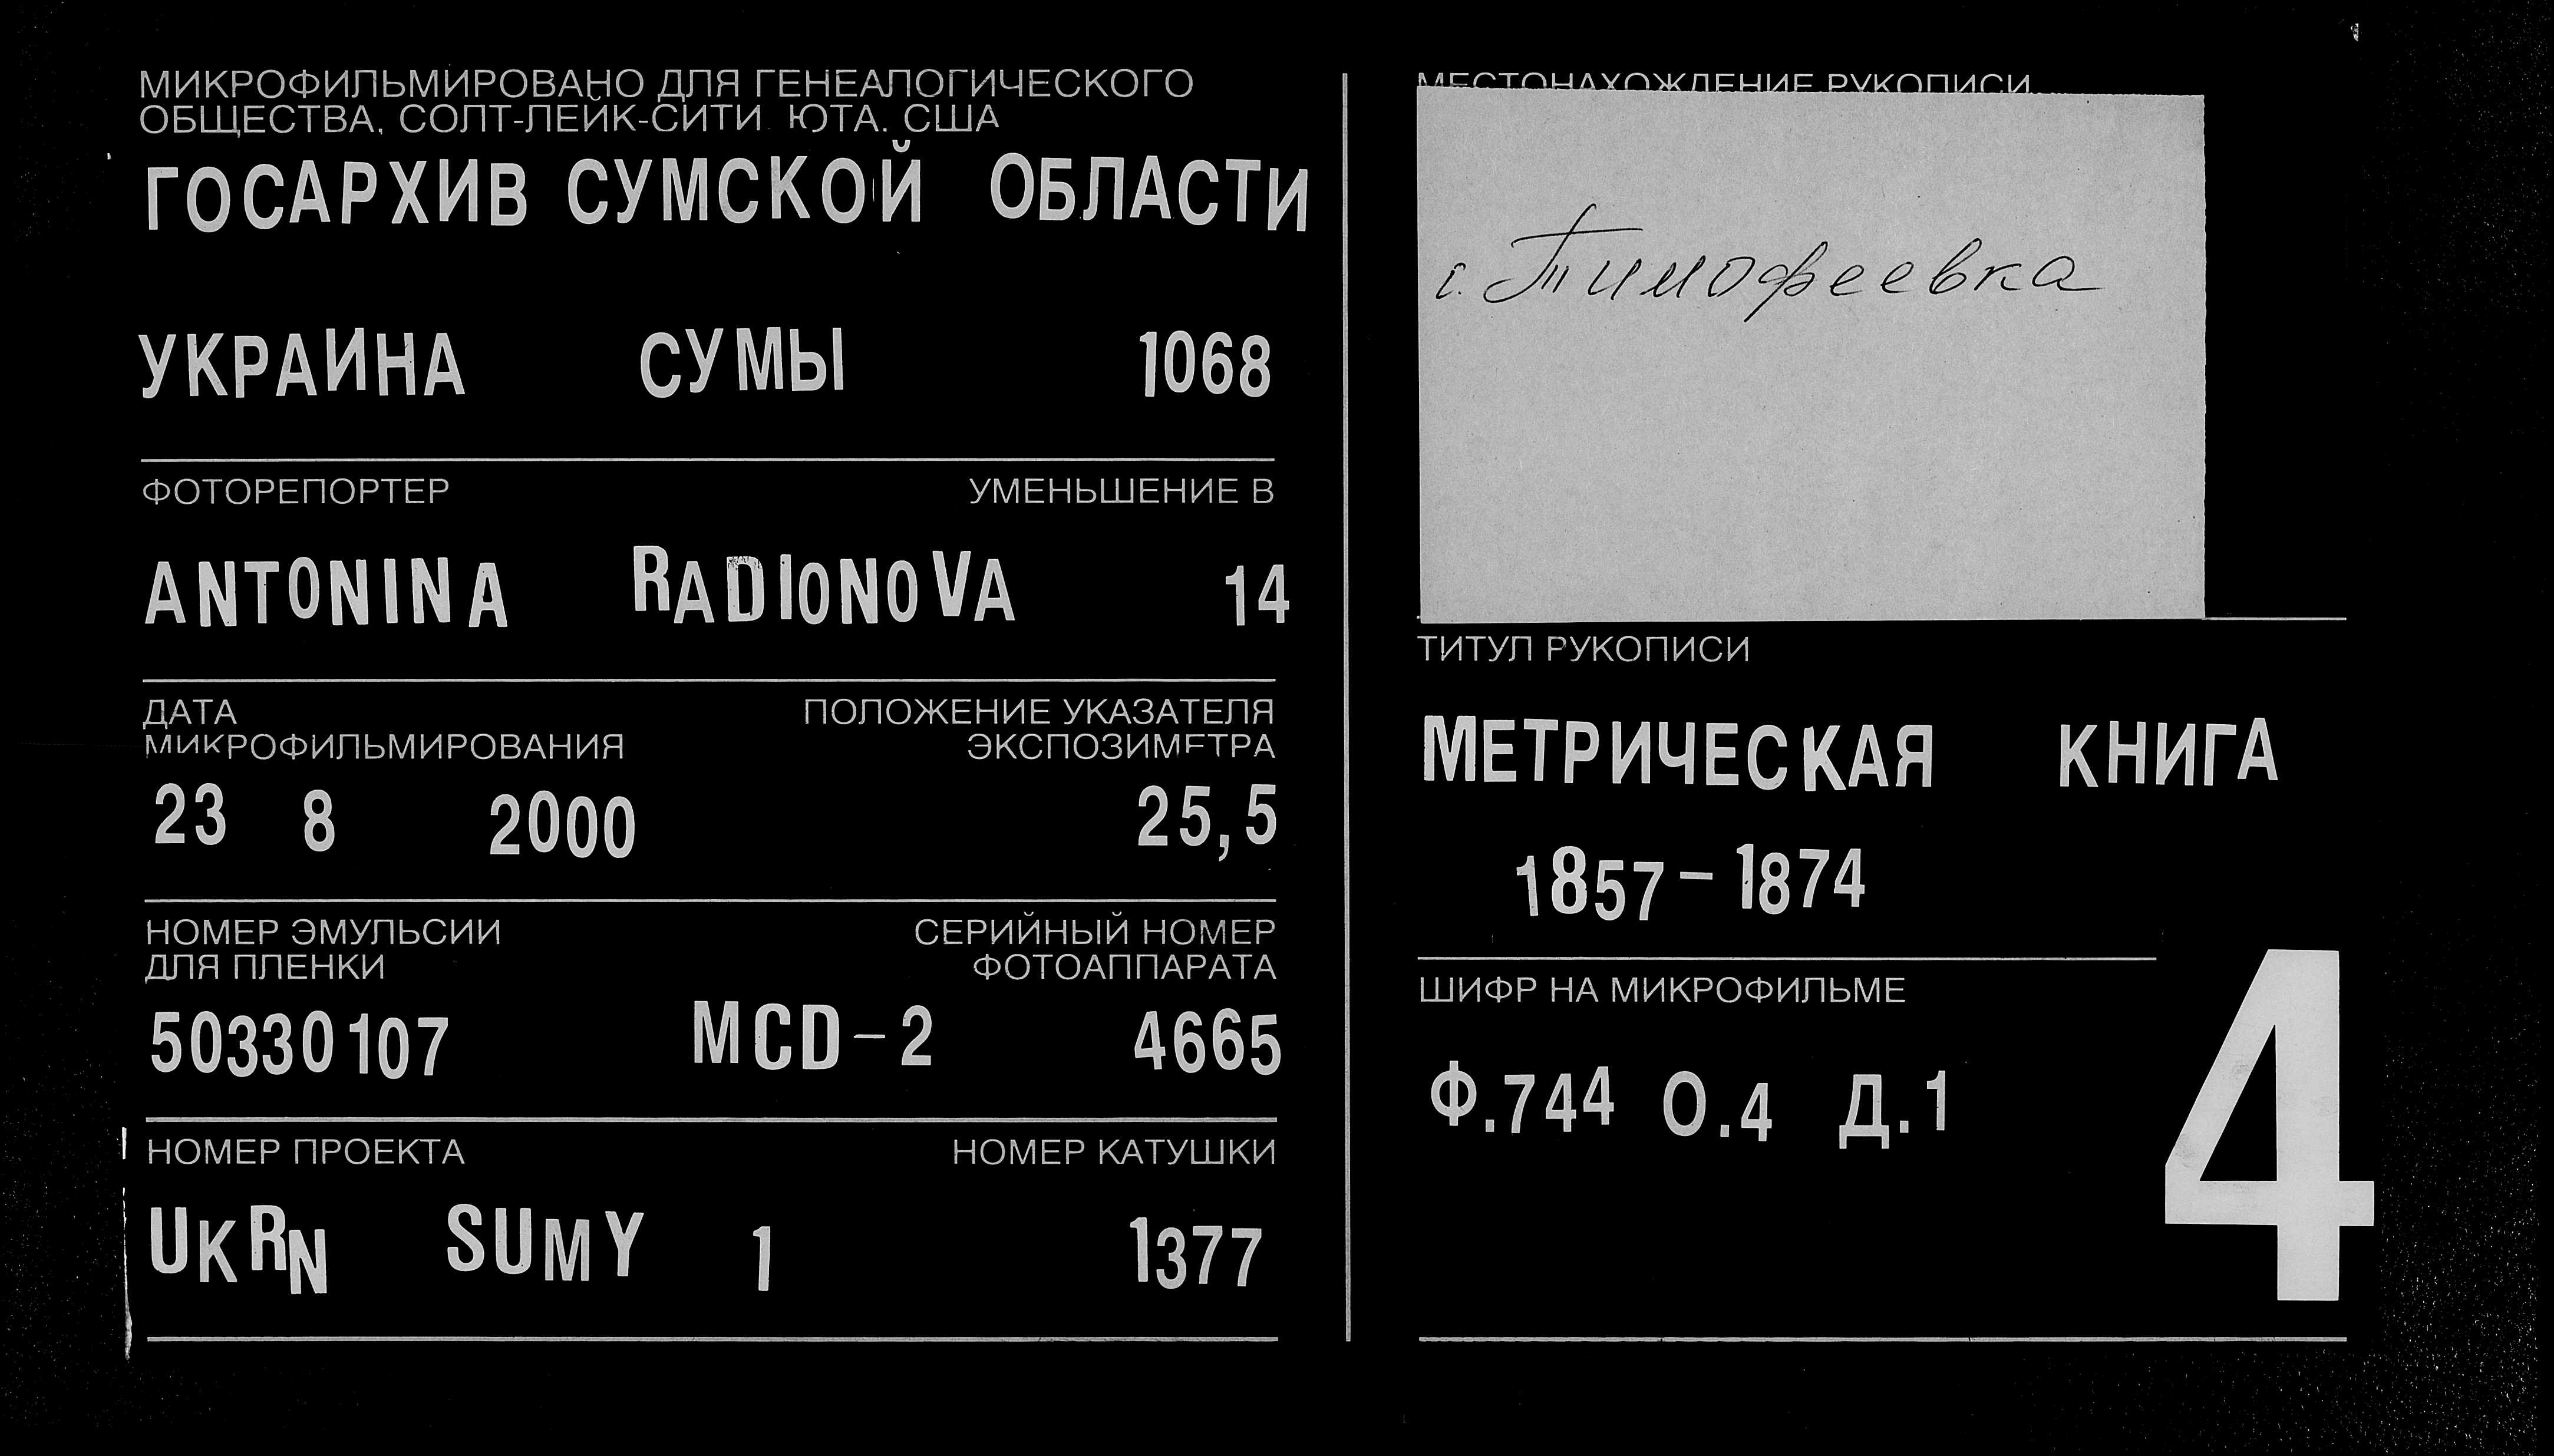 МИКРОФИЛЬМИРОВАНО ДЛЯ ГЕНЕАЛОГИЧЕСКОГО
ОБЩЕСТВА, СОЛТ-ЛЕЙК-СИТИ, ЮТА, США
ГОСАРХИВ СУМСКОЙ ОБЛАСТИ
УКРАИНА СУМЫ 1068
ФОТОРЕПОРТЕР УМЕНЬШЕНИЕ В
ANTONINA RADIONOVA 14
ДАТА ПОЛОЖЕНИЕ УКАЗАТЕЛЯ
МИКРОФИЛЬМИРОВАНИЯ ЭКСПОЗИМЕТРА
23 8 2000 25,5
НОМЕР ЭМУЛЬСИИ СЕРИЙНЫЙ НОМЕР
ДЛЯ ПЛЕНКИ ФОТОАППАРАТА
50330107 MCD-2 4665
НОМЕР ПРОЕКТА НОМЕР КАТУШКИ
UKRN SUMY 1 1377
МЕСТОНАХОЖДЕНИЕ РУКОПИСИ
с. Тимофеевка
ТИТУЛ РУКОПИСИ
МЕТРИЧЕСКАЯ КНИГА
1857-1874
ШИФР НА МИКРОФИЛЬМЕ
Ф.744 О.4 Д.1
4